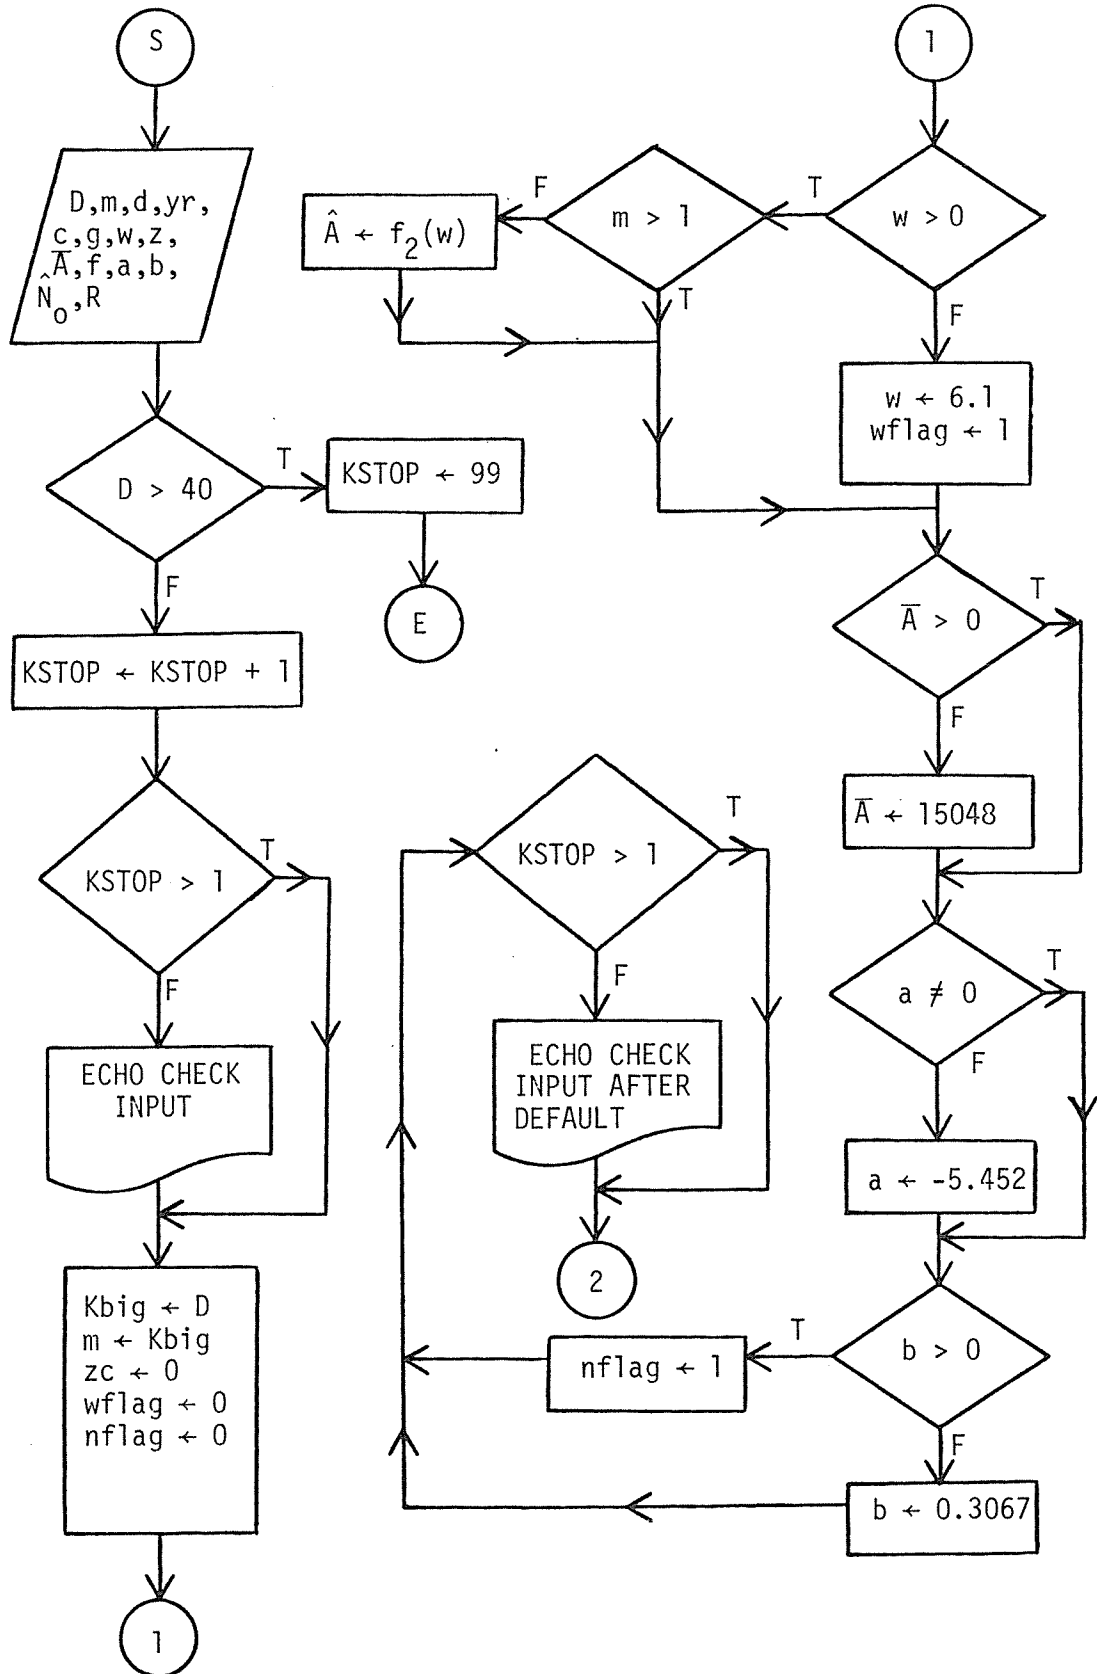 S
D,m,d,yr,
c,g,w,z,
A̅,f,a,b,
N̂₀,R
D > 40
T
KSTOP ← 99
E
F
KSTOP ← KSTOP + 1
KSTOP > 1
T
F
ECHO CHECK
INPUT
Kbig ← D
m ← Kbig
zc ← 0
wflag ← 0
nflag ← 0
1
1
w > 0
T
m > 1
F
Â ← f₂(w)
T
F
w ← 6.1
wflag ← 1
A̅ > 0
T
F
A̅ ← 15048
a ≠ 0
T
F
a ← -5.452
b > 0
T
nflag ← 1
F
b ← 0.3067
KSTOP > 1
T
F
ECHO CHECK
INPUT AFTER
DEFAULT
2